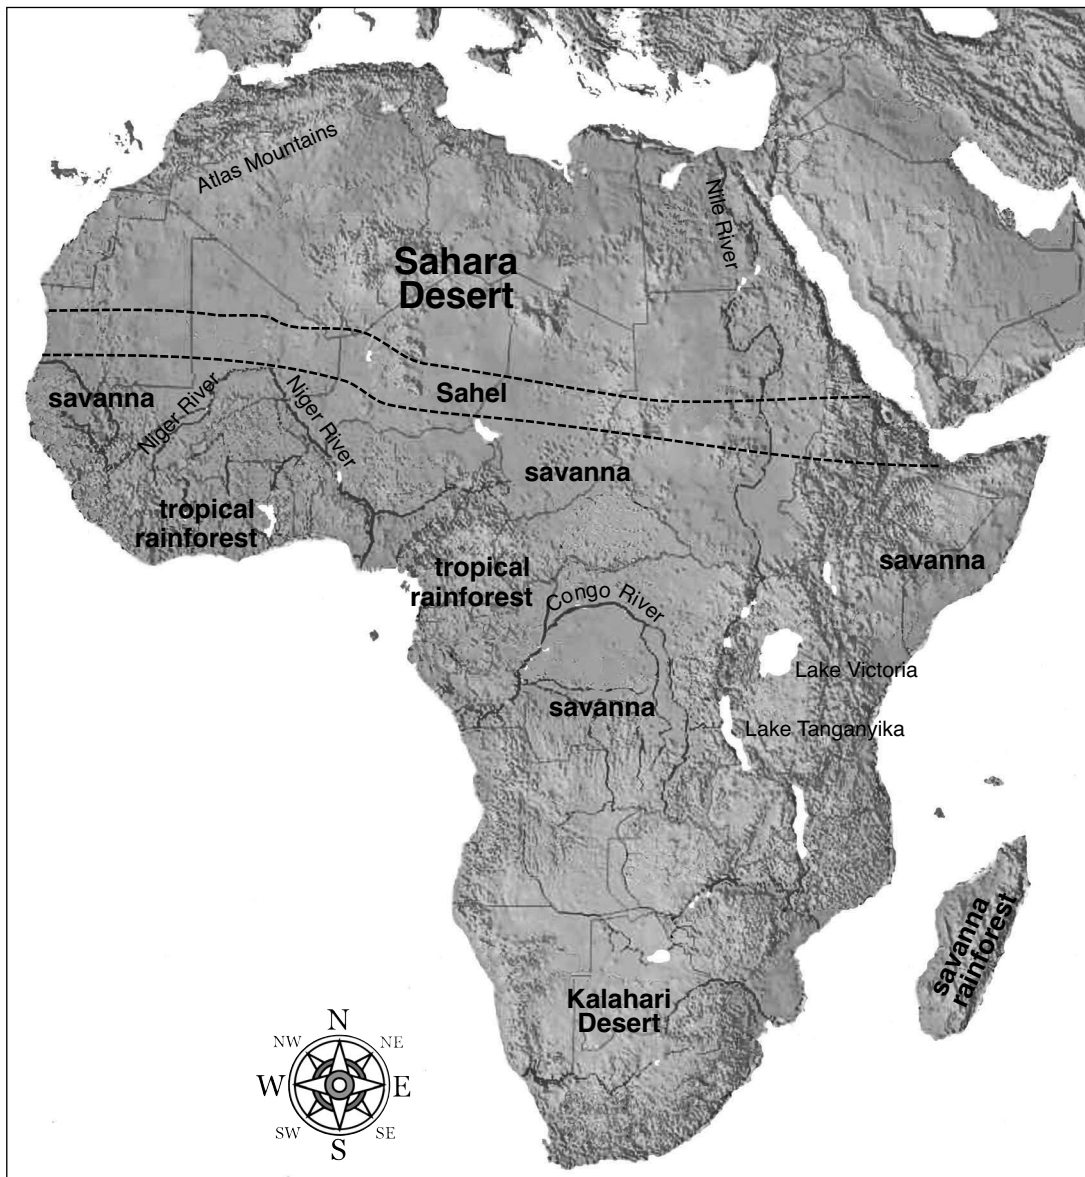 Atlas Mountains
Nile River
Sahara
Desert
Sahel
savanna
Niger River
Niger River
savanna
tropical
rainforest
savanna
tropical
rainforest
Congo River
Lake Victoria
savanna
Lake Tanganyika
savanna
rainforest
Kalahari
Desert
N
NW
NE
W
E
SW
SE
S